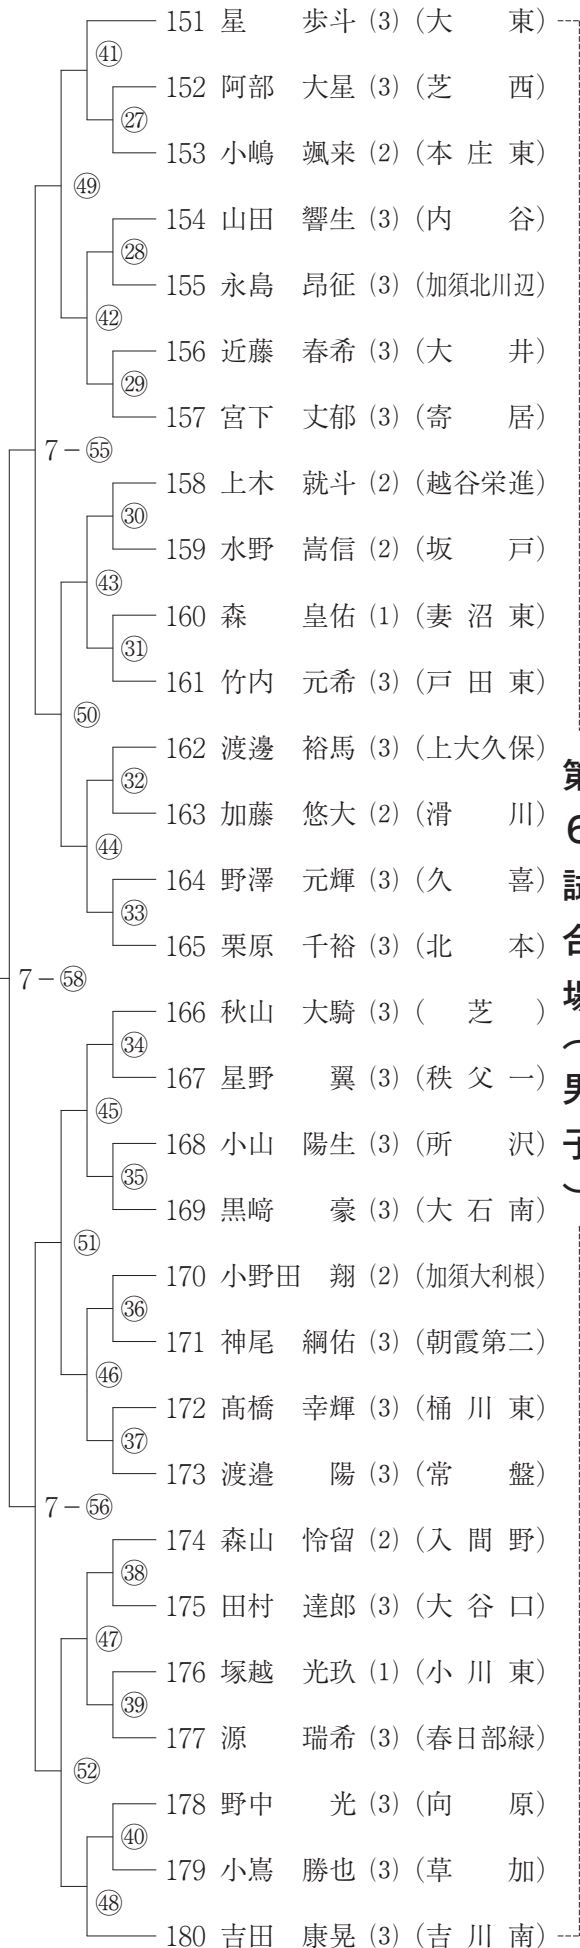 151 星　歩斗 (3) (大　東)
㊶
152 阿部　大星 (3) (芝　西)
㉗
153 小嶋　颯来 (2) (本 庄 東)
㊾
154 山田　響生 (3) (内　谷)
㉘
155 永島　昂征 (3) (加須北川辺)
㊷
156 近藤　春希 (3) (大　井)
㉙
157 宮下　丈郁 (3) (寄　居)
7－55
158 上木　就斗 (2) (越谷栄進)
㉚
159 水野　嵩信 (2) (坂　戸)
㊸
160 森　皇佑 (1) (妻 沼 東)
㉛
161 竹内　元希 (3) (戸 田 東)
㊿
162 渡邊　裕馬 (3) (上大久保)
㉜
163 加藤　悠大 (2) (滑　川)
㊹
164 野澤　元輝 (3) (久　喜)
㉝
165 栗原　千裕 (3) (北　本)
7－58
166 秋山　大騎 (3) (　芝　)
㉞
167 星野　翼 (3) (秩 父 一)
㊺
168 小山　陽生 (3) (所　沢)
㉟
169 黒﨑　豪 (3) (大 石 南)
51
170 小野田　翔 (2) (加須大利根)
㊱
171 神尾　綱佑 (3) (朝霞第二)
㊻
172 髙橋　幸輝 (3) (桶 川 東)
㊲
173 渡邉　陽 (3) (常　盤)
7－56
174 森山　怜留 (2) (入 間 野)
㊳
175 田村　達郎 (3) (大 谷 口)
㊼
176 塚越　光玖 (1) (小 川 東)
㊴
177 源　瑞希 (3) (春日部緑)
52
178 野中　光 (3) (向　原)
㊵
179 小嶌　勝也 (3) (草　加)
㊽
180 吉田　康晃 (3) (吉 川 南)
第６試合場（男子）